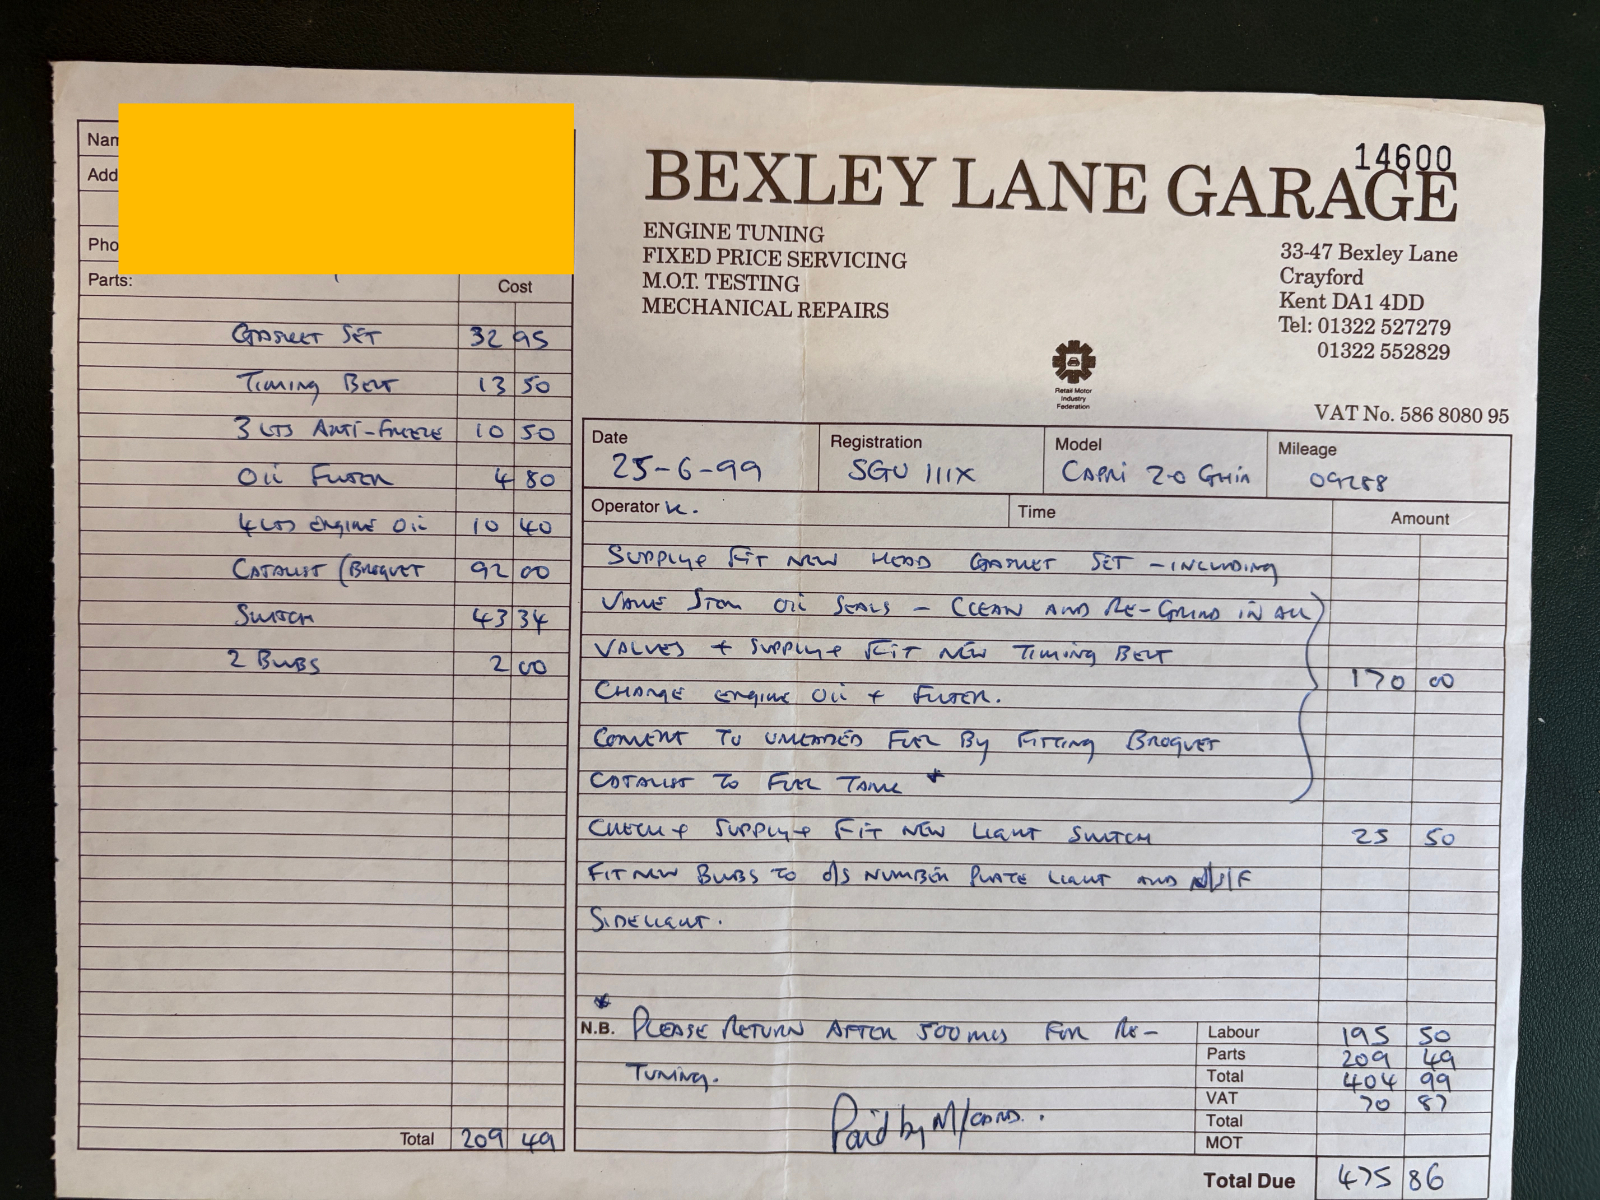 Nam
Add
Pho
Parts: Cost
GASKET SET 32 95
TIMING BELT 13 50
3 LTS ANTI-FREEZE 10 50
OIL FILTER 4 80
4 LTS ENGINE OIL 10 40
CATALIST (BROQUET 92 00
SWITCH 43 34
2 BULBS 2 00
Total 209 49
14600
BEXLEY LANE GARAGE
ENGINE TUNING
FIXED PRICE SERVICING
M.O.T. TESTING
MECHANICAL REPAIRS
33-47 Bexley Lane
Crayford
Kent DA1 4DD
Tel: 01322 527279
01322 552829
Retail Motor
Industry
Federation
VAT No. 586 8080 95
Date 25-6-99
Registration SGU 111X
Model CAPRI 2.0 GHIA
Mileage 09288
Operator K.
Time
Amount
SUPPLY + FIT NEW HEAD GASKET SET - INCLUDING
VALVE STEM OIL SEALS - CLEAN AND RE-GRIND IN ALL
VALVES + SUPPLY + FIT NEW TIMING BELT
170 00
CHANGE ENGINE OIL + FILTER.
CONVERT TO UNLEADED FUEL BY FITTING BROQUET
CATALIST TO FUEL TANK *
CHECK + SUPPLY + FIT NEW LIGHT SWITCH 25 50
FIT NEW BULBS TO O/S NUMBER PLATE LIGHT AND N/S/F
SIDELIGHT.
*
N.B. PLEASE RETURN AFTER 500 MLS FOR RE-
TUNING.
Paid by M/CARD.
Labour 195 50
Parts 209 49
Total 404 99
VAT 70 87
Total
MOT
Total Due 475 86